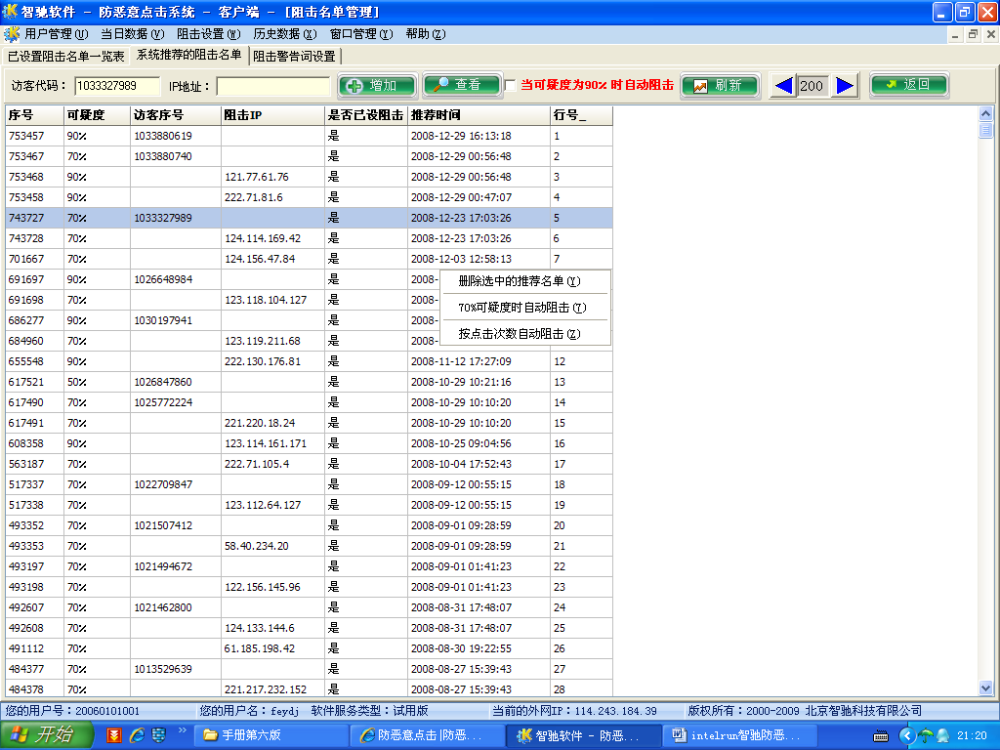 智驰软件 - 防恶意点击系统 - 客户端 - [阻击名单管理]
用户管理(U) 当日数据(V) 阻击设置(W) 历史数据(X) 窗口管理(Y) 帮助(Z)
已设置阻击名单一览表 系统推荐的阻击名单 阻击警告词设置
访客代码: 1033327989 IP地址: 增加 查看 当可疑度为90% 时自动阻击 刷新 200 返回
序号 可疑度 访客序号 阻击IP 是否已设阻击 推荐时间 行号_
753457 90% 1033880619 是 2008-12-29 16:13:18 1
753467 70% 1033880740 是 2008-12-29 00:56:48 2
753468 90% 121.77.61.76 是 2008-12-29 00:56:48 3
753458 90% 222.71.81.6 是 2008-12-29 00:47:07 4
743727 70% 1033327989 是 2008-12-23 17:03:26 5
743728 70% 124.114.169.42 是 2008-12-23 17:03:26 6
701667 70% 124.156.47.84 是 2008-12-03 12:58:13 7
691697 90% 1026648984 是 2008- 删除选中的推荐名单(Y)
691698 70% 123.118.104.127 是 2008- 70%可疑度时自动阻击(T)
686277 90% 1030197941 是 2008-
684960 70% 123.119.211.68 是 2008- 按点击次数自动阻击(Z)
655548 90% 222.130.176.81 是 2008-11-12 17:27:09 12
617521 50% 1026847860 是 2008-10-29 10:21:16 13
617490 70% 1025772224 是 2008-10-29 10:10:20 14
617491 70% 221.220.18.24 是 2008-10-29 10:10:20 15
608358 90% 123.114.161.171 是 2008-10-25 09:04:56 16
563187 70% 222.71.105.4 是 2008-10-04 17:52:43 17
517337 70% 1022709847 是 2008-09-12 00:55:15 18
517338 70% 123.112.64.127 是 2008-09-12 00:55:15 19
493352 70% 1021507412 是 2008-09-01 09:28:59 20
493353 70% 58.40.234.20 是 2008-09-01 09:28:59 21
493197 70% 1021494672 是 2008-09-01 01:41:23 22
493198 70% 122.156.145.96 是 2008-09-01 01:41:23 23
492607 70% 1021462800 是 2008-08-31 17:48:07 24
492608 70% 124.133.144.6 是 2008-08-31 17:48:07 25
491112 70% 61.185.198.42 是 2008-08-30 19:22:55 26
484377 70% 1013529639 是 2008-08-27 15:39:43 27
484378 70% 221.217.232.152 是 2008-08-27 15:39:43 28
您的用户号:20060101001 您的用户名:feydj 软件服务类型:试用版 当前的外网IP:114.243.184.39 版权所有:2000-2009 北京智驰科技有限公司
开始 手册第六版 防恶意点击|防恶... 智驰软件 - 防恶... intelrun智驰防恶... 21:20